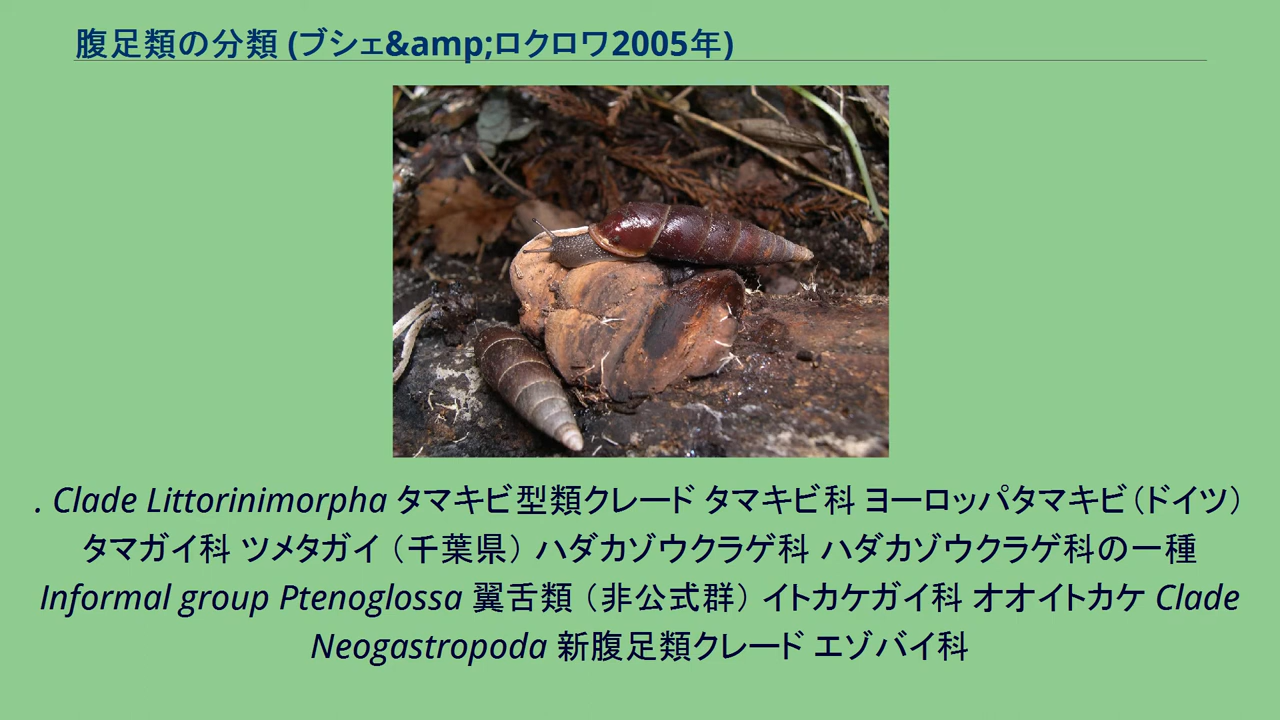 腹足類の分類 (ブシェ&amp;ロクロワ2005年)
. Clade Littorinimorpha タマキビ型類クレード タマキビ科 ヨーロッパタマキビ（ドイツ）
タマガイ科 ツメタガイ （千葉県） ハダカゾウクラゲ科 ハダカゾウクラゲ科の一種
Informal group Ptenoglossa 翼舌類 （非公式群） イトカケガイ科 オオイトカケ Clade
Neogastropoda 新腹足類クレード エゾバイ科